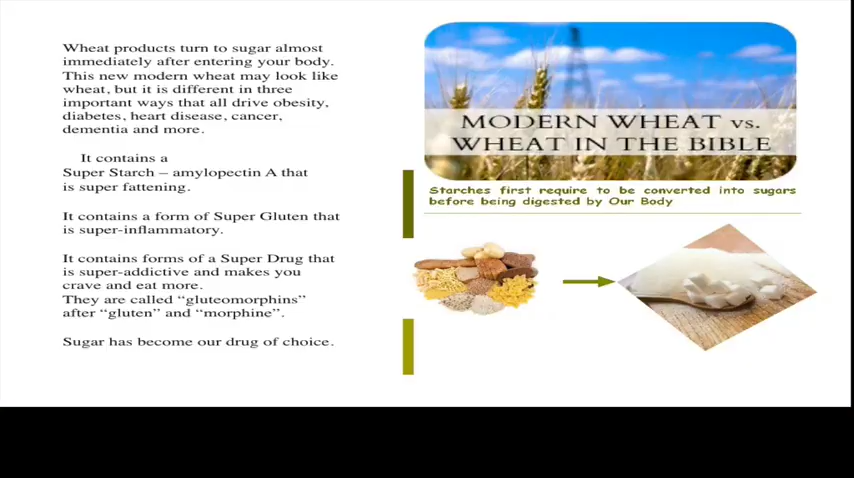 Wheat products turn to sugar almost
immediately after entering your body.
This new modern wheat may look like
wheat, but it is different in three
important ways that all drive obesity,
diabetes, heart disease, cancer,
dementia and more.
It contains a
Super Starch – amylopectin A that
is super fattening.
It contains a form of Super Gluten that
is super-inflammatory.
It contains forms of a Super Drug that
is super-addictive and makes you
crave and eat more.
They are called “gluteomorphins”
after “gluten” and “morphine”.
Sugar has become our drug of choice.
MODERN WHEAT vs.
WHEAT IN THE BIBLE
Starches first require to be converted into sugars
before being digested by Our Body